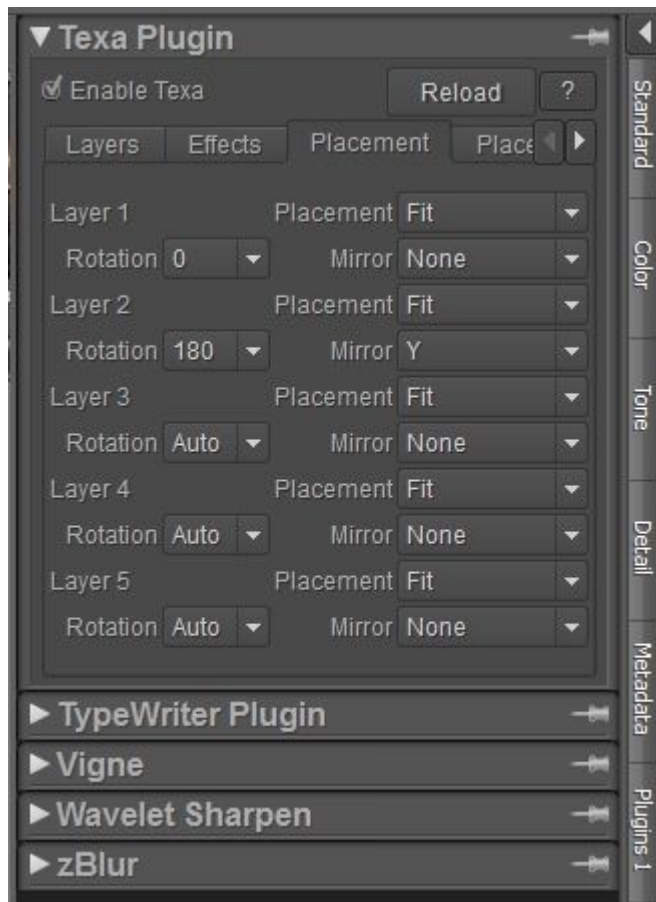 Texa Plugin
Enable Texa Reload ?
Layers Effects Placement Place
Layer 1 Placement Fit
Rotation 0 Mirror None
Layer 2 Placement Fit
Rotation 180 Mirror Y
Layer 3 Placement Fit
Rotation Auto Mirror None
Layer 4 Placement Fit
Rotation Auto Mirror None
Layer 5 Placement Fit
Rotation Auto Mirror None
TypeWriter Plugin
Vigne
Wavelet Sharpen
zBlur
Standard
Color
Tone
Detail
Metadata
Plugins 1